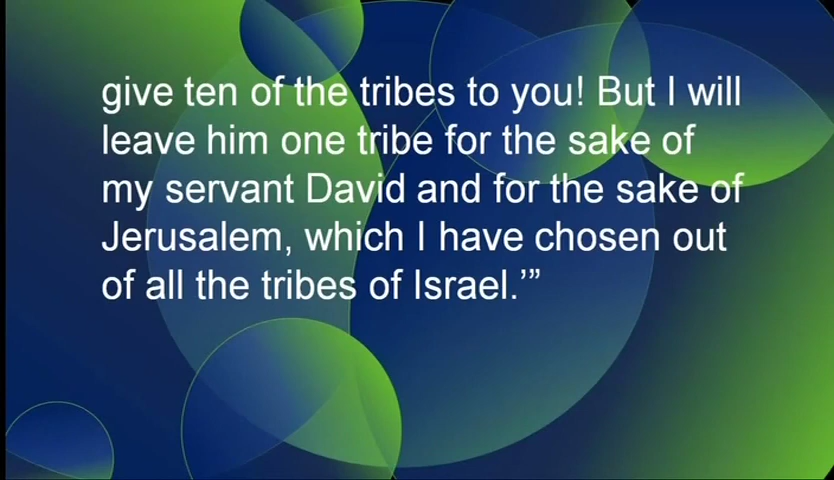 give ten of the tribes to you! But I will
leave him one tribe for the sake of
my servant David and for the sake of
Jerusalem, which I have chosen out
of all the tribes of Israel.’”